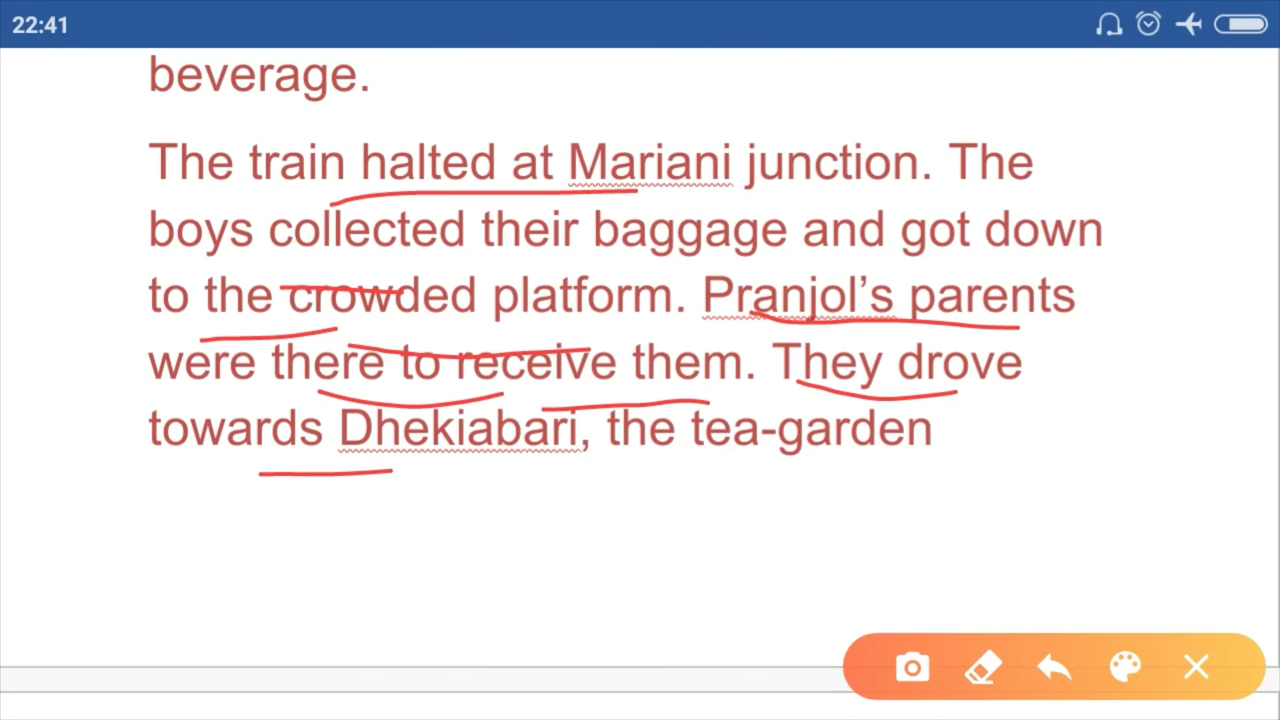 22:41
beverage.
The train halted at Mariani junction. The
boys collected their baggage and got down
to the crowded platform. Pranjol’s parents
were there to receive them. They drove
towards Dhekiabari, the tea-garden